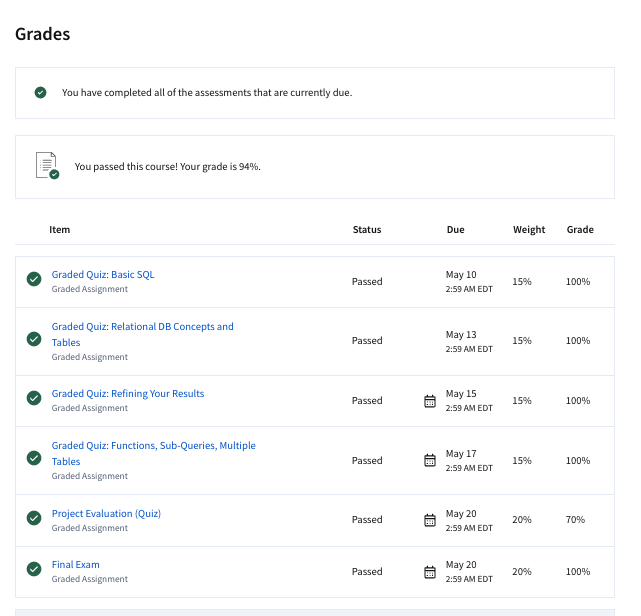 Grades
You have completed all of the assessments that are currently due.
You passed this course! Your grade is 94%.
Item Status Due Weight Grade
Graded Quiz: Basic SQL
Graded Assignment
Passed
May 10
2:59 AM EDT
15%
100%
Graded Quiz: Relational DB Concepts and
Tables
Graded Assignment
Passed
May 13
2:59 AM EDT
15%
100%
Graded Quiz: Refining Your Results
Graded Assignment
Passed
May 15
2:59 AM EDT
15%
100%
Graded Quiz: Functions, Sub-Queries, Multiple
Tables
Graded Assignment
Passed
May 17
2:59 AM EDT
15%
100%
Project Evaluation (Quiz)
Graded Assignment
Passed
May 20
2:59 AM EDT
20%
70%
Final Exam
Graded Assignment
Passed
May 20
2:59 AM EDT
20%
100%